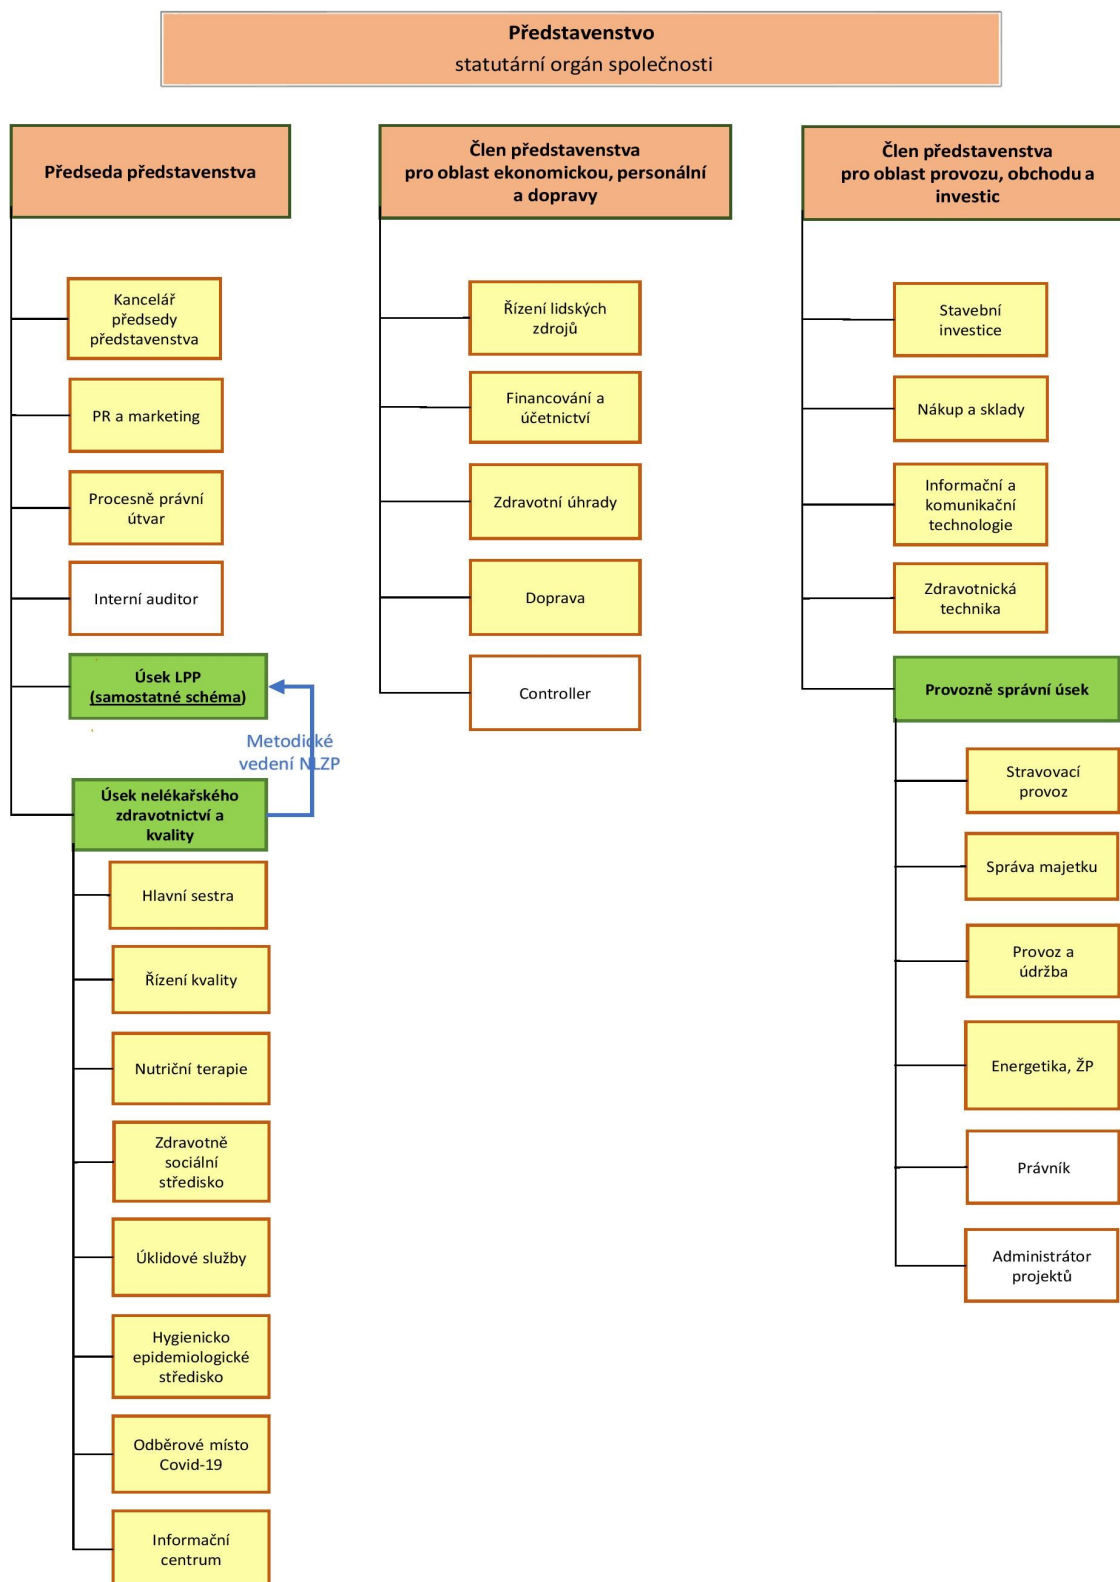 Představenstvo
statutární orgán společnosti
Předseda představenstva
Kancelář
předsedy
představenstva
PR a marketing
Procesně právní
útvar
Interní auditor
Úsek LPP
(samostatné schéma)
Metodické
vedení NLZP
Úsek nelékařského
zdravotnictví a
kvality
Hlavní sestra
Řízení kvality
Nutriční terapie
Zdravotně
sociální
středisko
Úklidové služby
Hygienicko
epidemiologické
středisko
Odběrové místo
Covid-19
Informační
centrum
Člen představenstva
pro oblast ekonomickou, personální
a dopravy
Řízení lidských
zdrojů
Financování a
účetnictví
Zdravotní úhrady
Doprava
Controller
Člen představenstva
pro oblast provozu, obchodu a
investic
Stavební
investice
Nákup a sklady
Informační a
komunikační
technologie
Zdravotnická
technika
Provozně správní úsek
Stravovací
provoz
Správa majetku
Provoz a
údržba
Energetika, ŽP
Právník
Administrátor
projektů